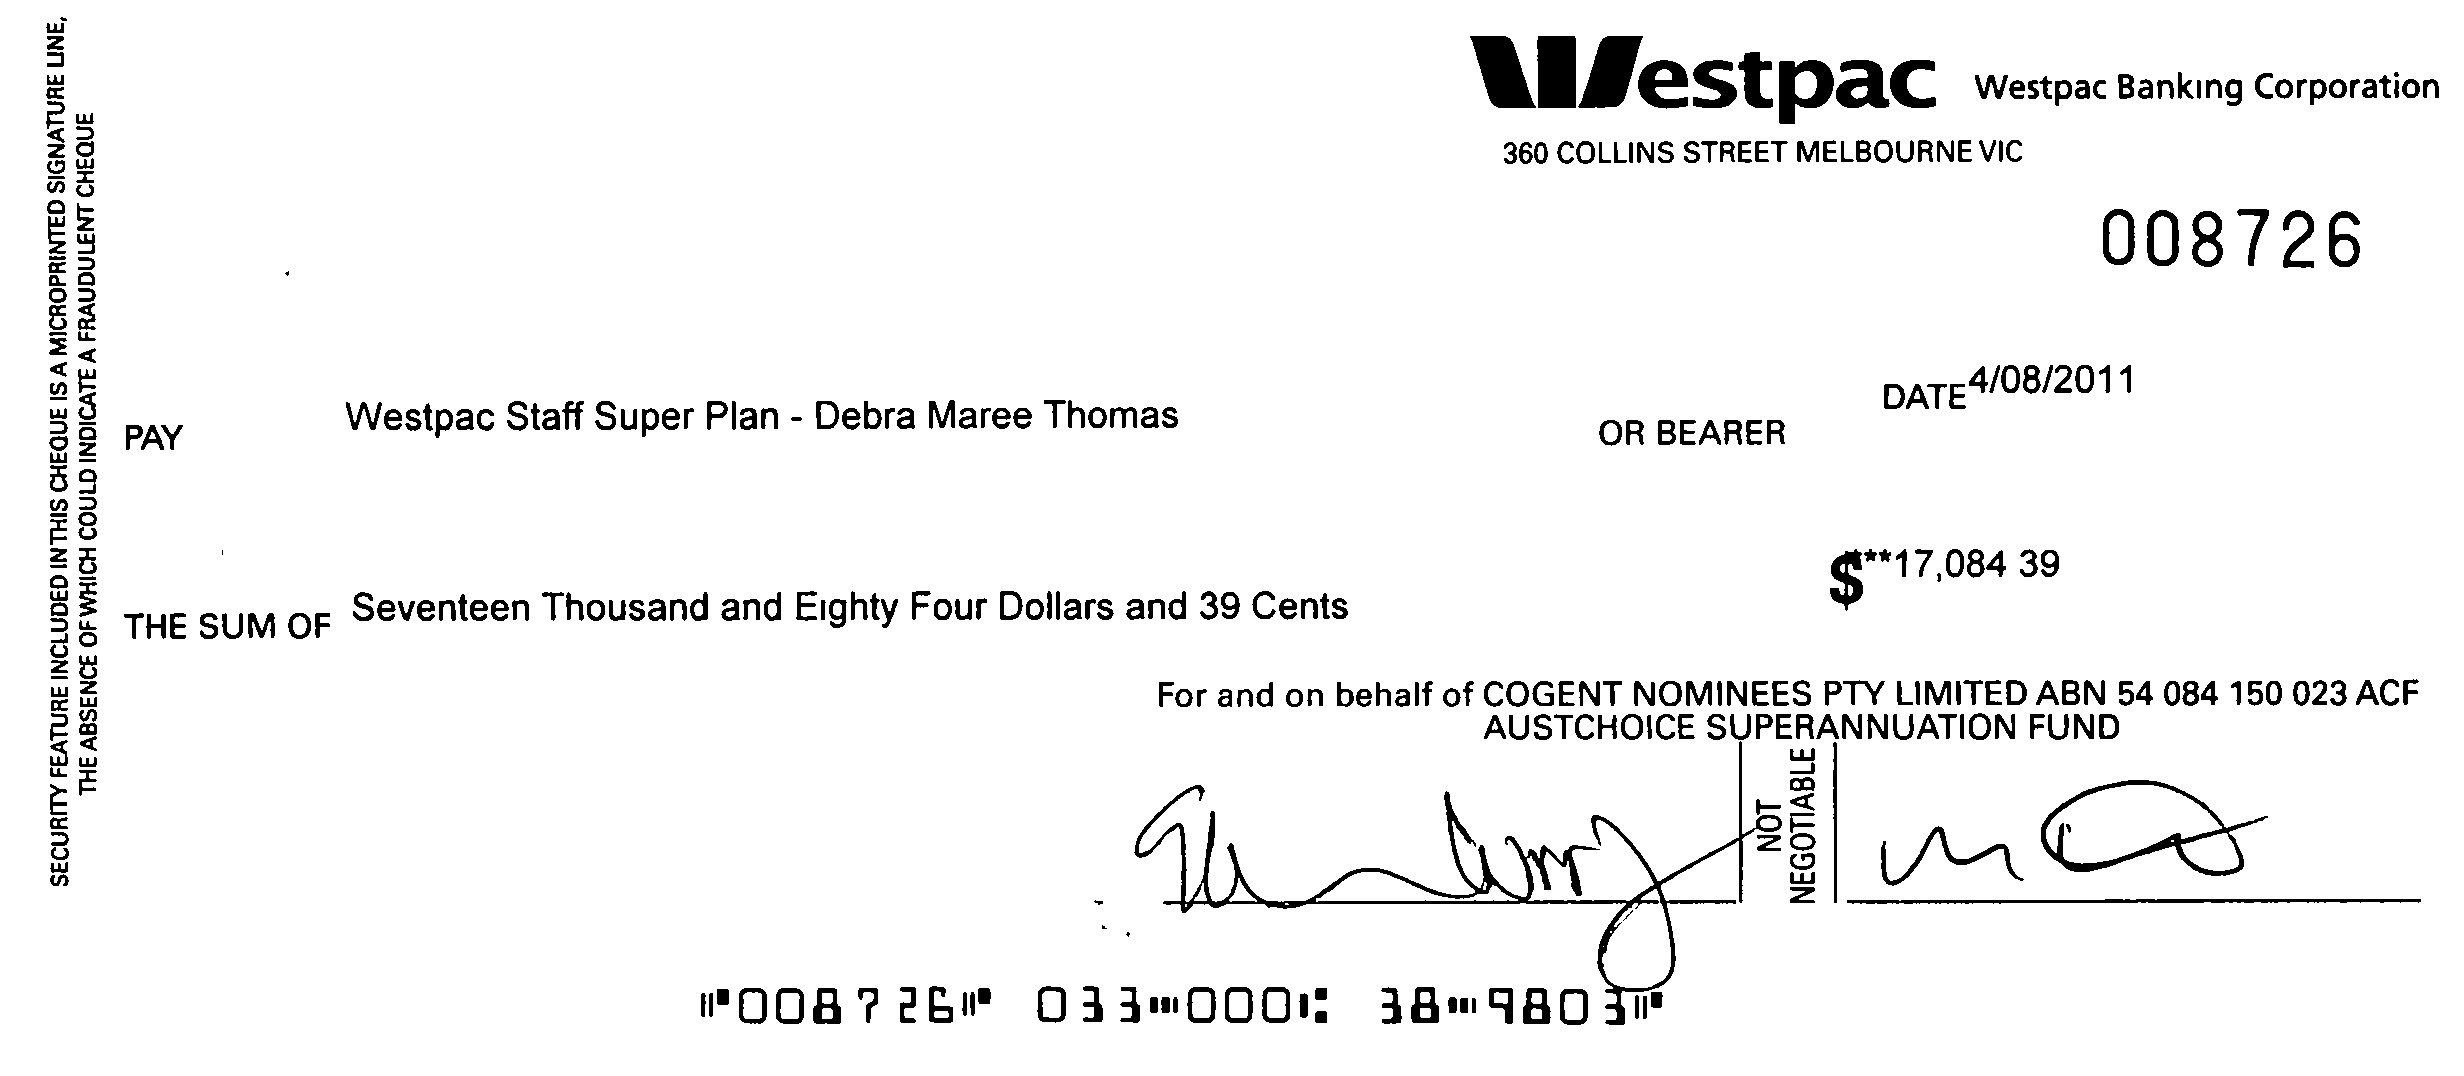 SECURITY FEATURE INCLUDED IN THIS CHEQUE IS A MICROPRINTED SIGNATURE LINE,
THE ABSENCE OF WHICH COULD INDICATE A FRAUDULENT CHEQUE
Westpac Westpac Banking Corporation
360 COLLINS STREET MELBOURNE VIC
008726
DATE 4/08/2011
PAY Westpac Staff Super Plan - Debra Maree Thomas OR BEARER
$***17,084 39
THE SUM OF Seventeen Thousand and Eighty Four Dollars and 39 Cents
For and on behalf of COGENT NOMINEES PTY LIMITED ABN 54 084 150 023 ACF
AUSTCHOICE SUPERANNUATION FUND
NOT
NEGOTIABLE
⑈008726⑈ 033⑉000⑆ 38⑉9803⑈